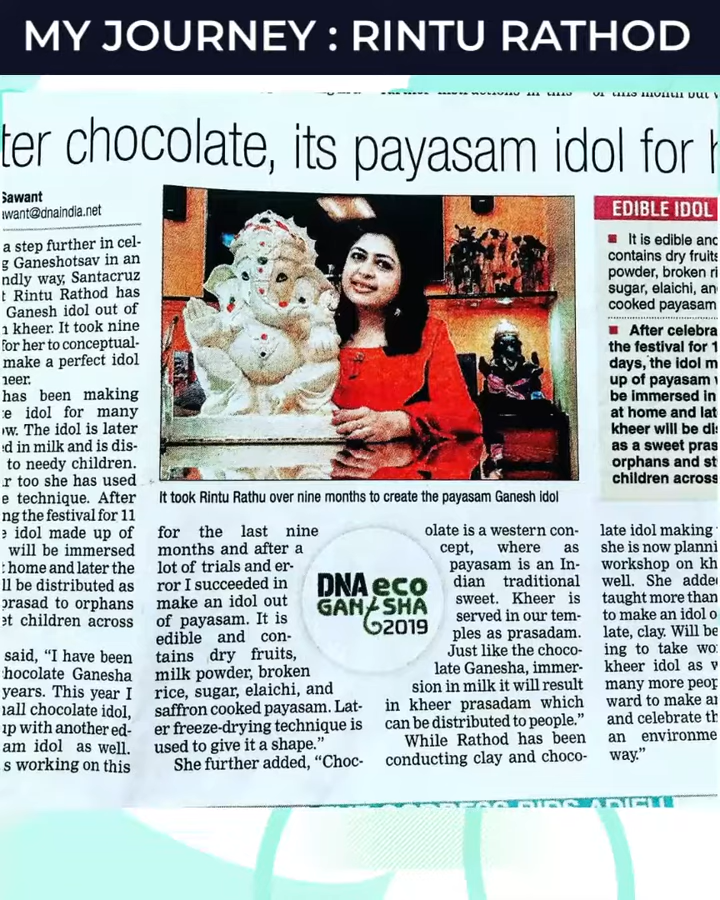 MY JOURNEY : RINTU RATHOD
ter chocolate, its payasam idol for
Sawant
want@dnaindia.net
a step further in cel-
g Ganeshotsav in an
ndly way, Santacruz
t Rintu Rathod has
Ganesh idol out of
kheer. It took nine
for her to conceptual-
make a perfect idol
heer.
has been making
e idol for many
ow. The idol is later
ed in milk and is dis-
to needy children.
r too she has used
e technique. After
ng the festival for 11
e idol made up of
will be immersed
home and later the
ll be distributed as
prasad to orphans
et children across
said, “I have been
hocolate Ganesha
years. This year I
all chocolate idol,
up with another ed-
am idol as well.
s working on this
It took Rintu Rathu over nine months to create the payasam Ganesh idol
for the last nine
months and after a
lot of trials and er-
ror I succeeded in
make an idol out
of payasam. It is
edible and con-
tains dry fruits,
milk powder, broken
rice, sugar, elaichi, and
saffron cooked payasam. Lat-
er freeze-drying technique is
used to give it a shape.”
She further added, “Choc-
DNA eco
GANESHA
2019
olate is a western con-
cept, where as
payasam is an In-
dian traditional
sweet. Kheer is
served in our tem-
ples as prasadam.
Just like the choco-
late Ganesha, immer-
sion in milk it will result
in kheer prasadam which
can be distributed to people.”
While Rathod has been
conducting clay and choco-
EDIBLE IDOL
It is edible and
contains dry fruits
powder, broken ri
sugar, elaichi, an
cooked payasam
After celebra
the festival for 1
days, the idol m
up of payasam
be immersed in
at home and lat
kheer will be di
as a sweet pras
orphans and st
children across
late idol making
she is now planni
workshop on kh
well. She adde
taught more than
to make an idol o
late, clay. Will be
ing to take wo
kheer idol as w
many more peop
ward to make an
and celebrate th
an environme
way.”